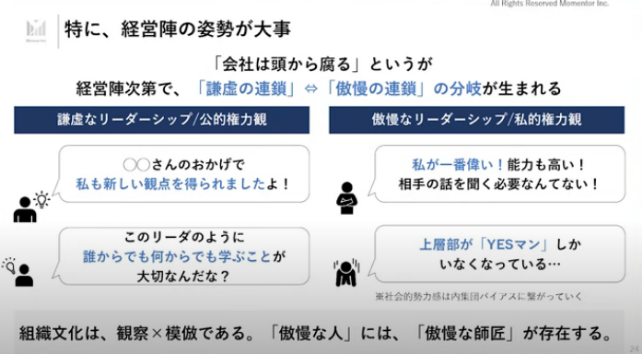 All Rights Reserved Momentor Inc.
Momentor
特に、経営陣の姿勢が大事
「会社は頭から腐る」というが
経営陣次第で、「謙虚の連鎖」⇔「傲慢の連鎖」の分岐が生まれる
謙虚なリーダーシップ/公的権力観
傲慢なリーダーシップ/私的権力観
◯◯さんのおかげで
私も新しい観点を得られましたよ！
私が一番偉い！能力も高い！
相手の話を聞く必要なんてない！
このリーダのように
誰からでも何からでも学ぶことが
大切なんだな？
上層部が「YESマン」しか
いなくなっている…
※社会的勢力感は内集団バイアスに繋がっていく
組織文化は、観察×模倣である。「傲慢な人」には、「傲慢な師匠」が存在する。
24